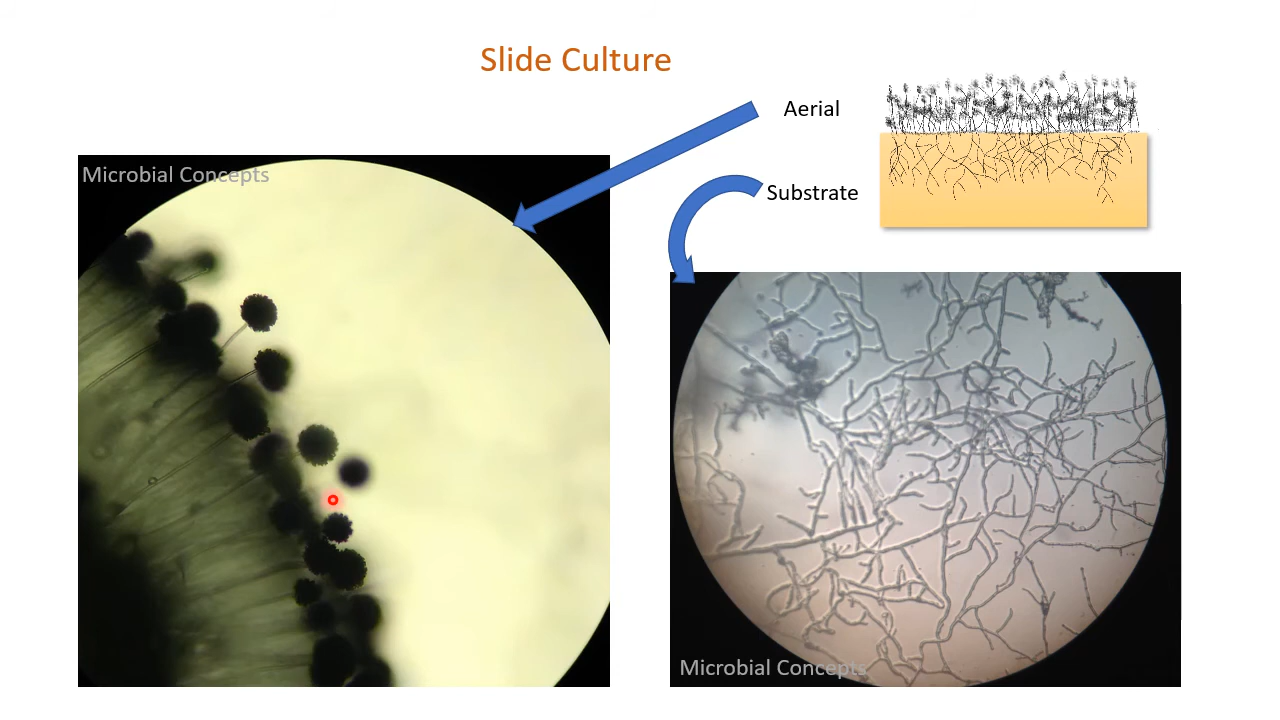 Slide Culture
Aerial
Substrate
Microbial Concepts
Microbial Concepts